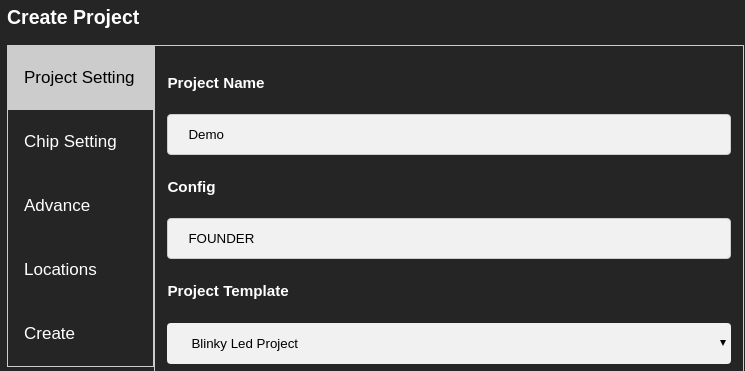 Create Project
Project Setting
Chip Setting
Advance
Locations
Create
Project Name
Demo
Config
FOUNDER
Project Template
Blinky Led Project